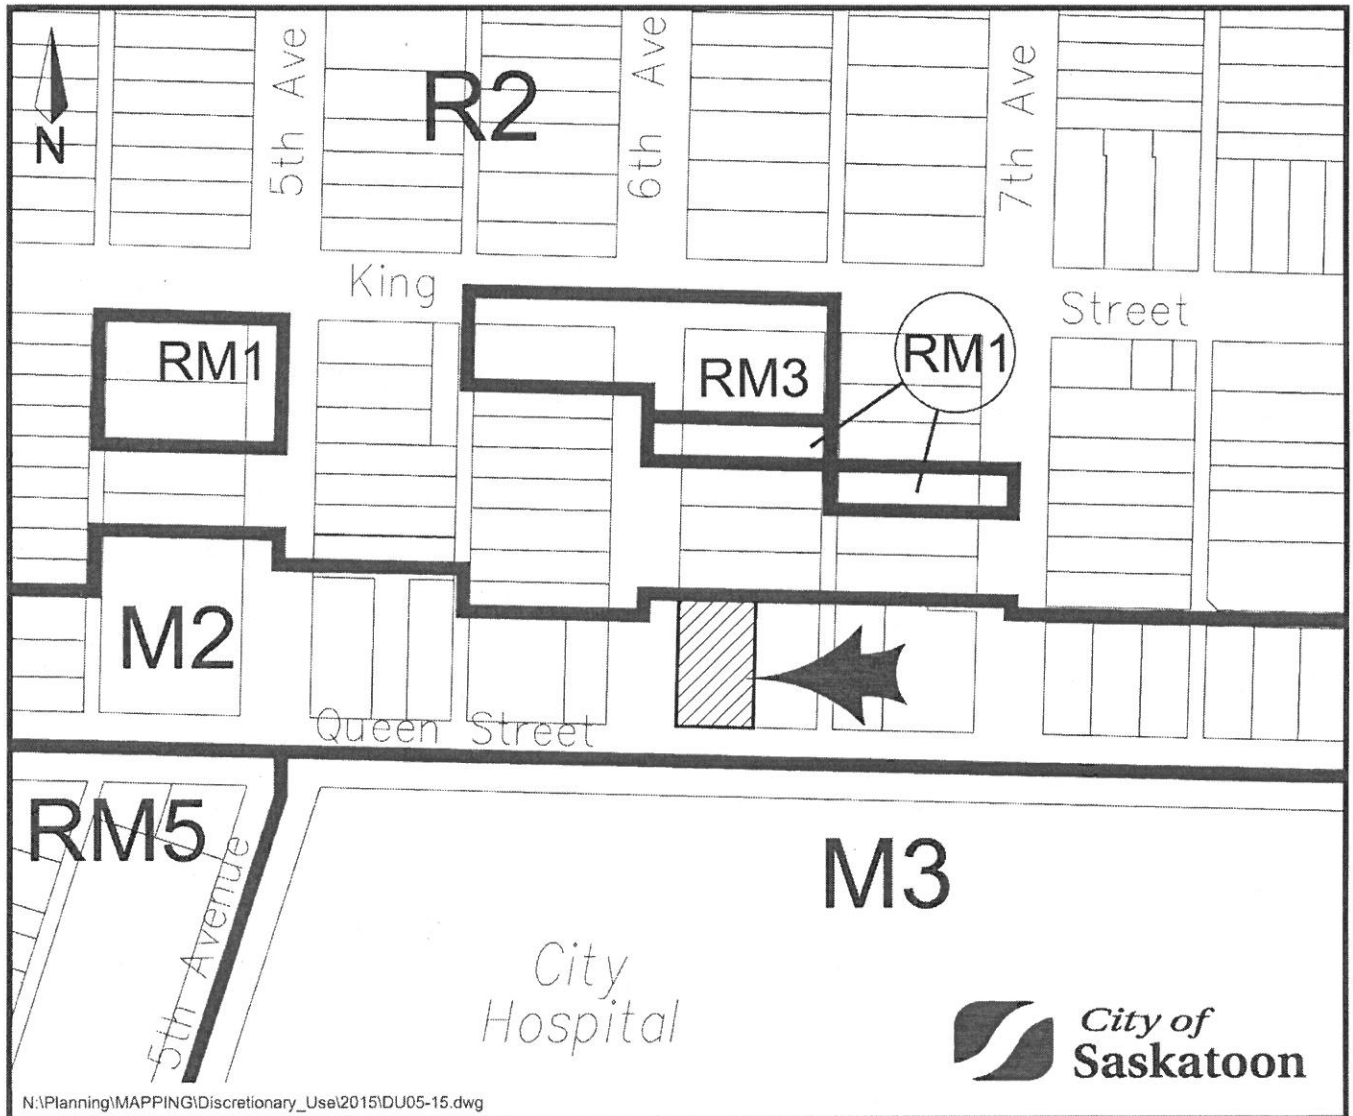 5th Ave
R2
6th Ave
7th Ave
N
King
Street
RM1
RM3
RM1
M2
Queen Street
RM5
5th Avenue
M3
City
Hospital
City of
Saskatoon
N:\Planning\MAPPING\Discretionary_Use\2015\DU05-15.dwg